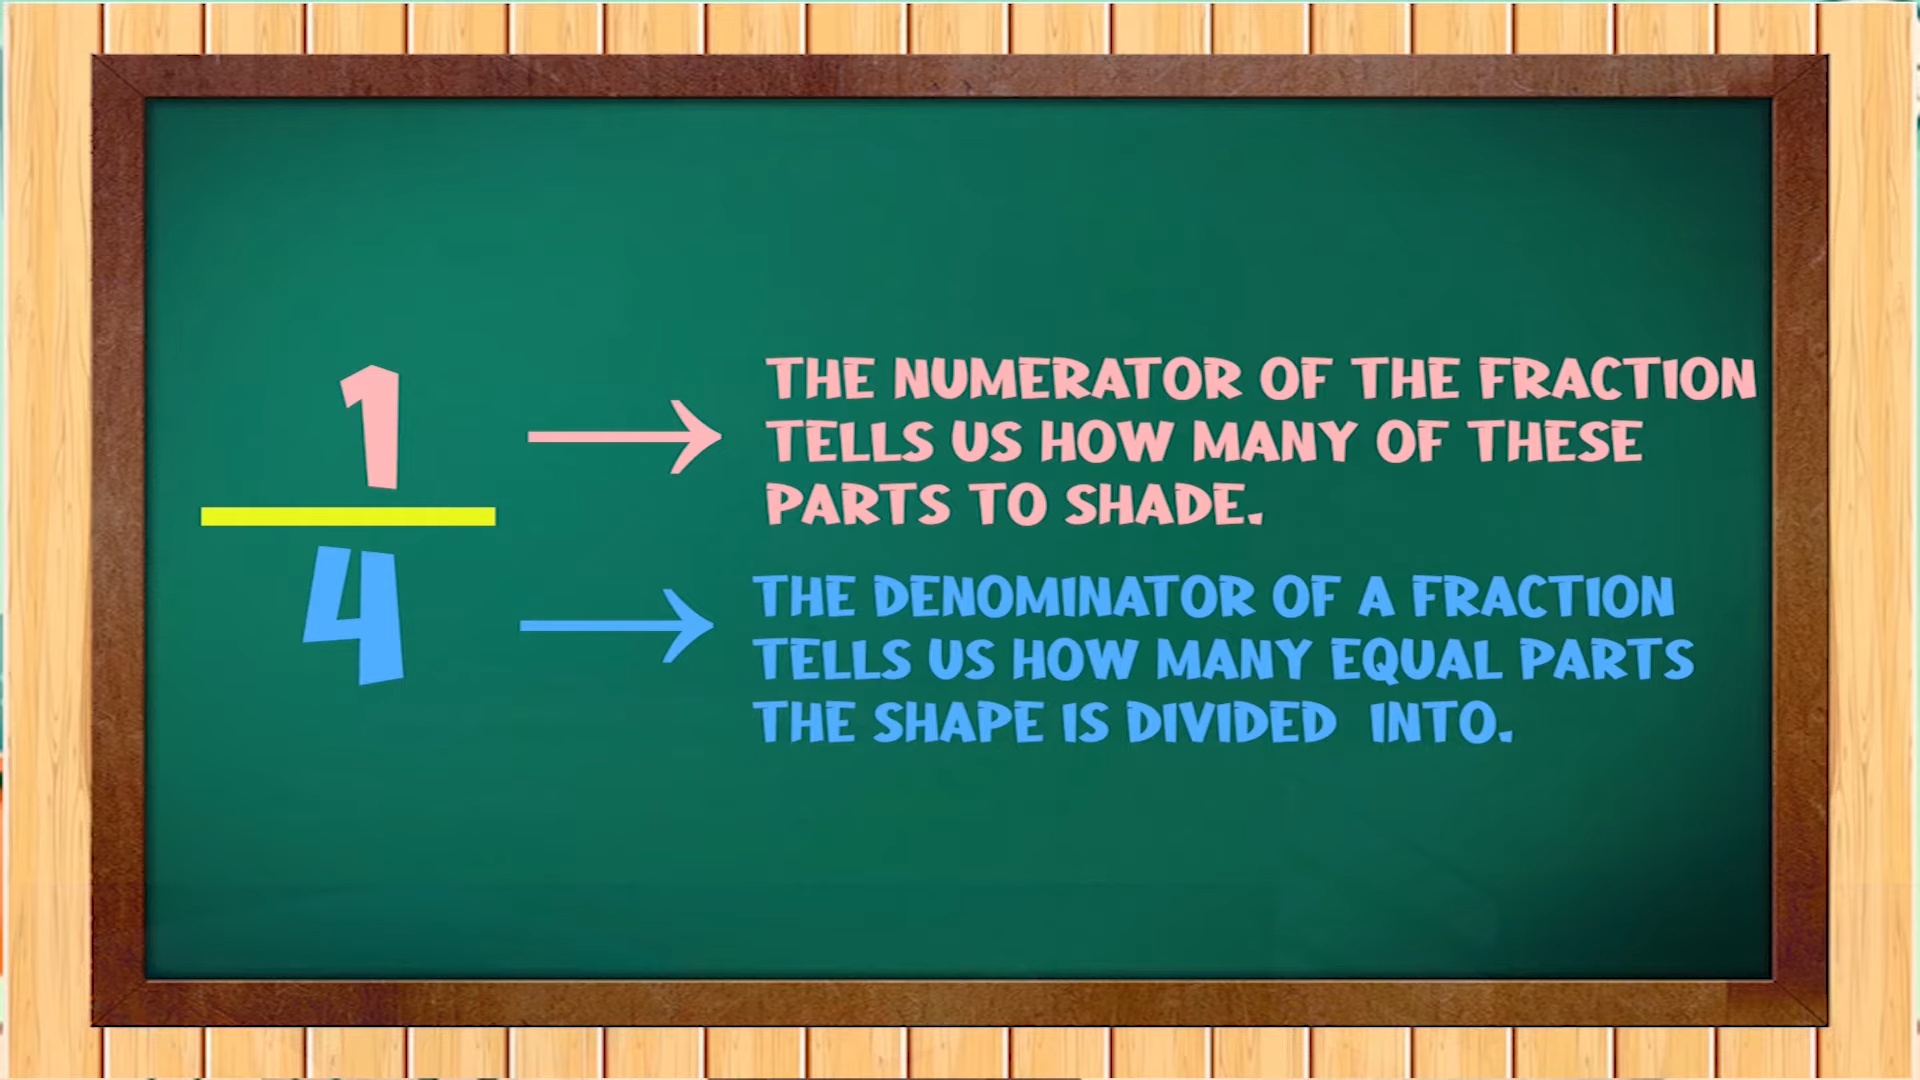 1
THE NUMERATOR OF THE FRACTION
TELLS US HOW MANY OF THESE
PARTS TO SHADE.
4
THE DENOMINATOR OF A FRACTION
TELLS US HOW MANY EQUAL PARTS
THE SHAPE IS DIVIDED INTO.